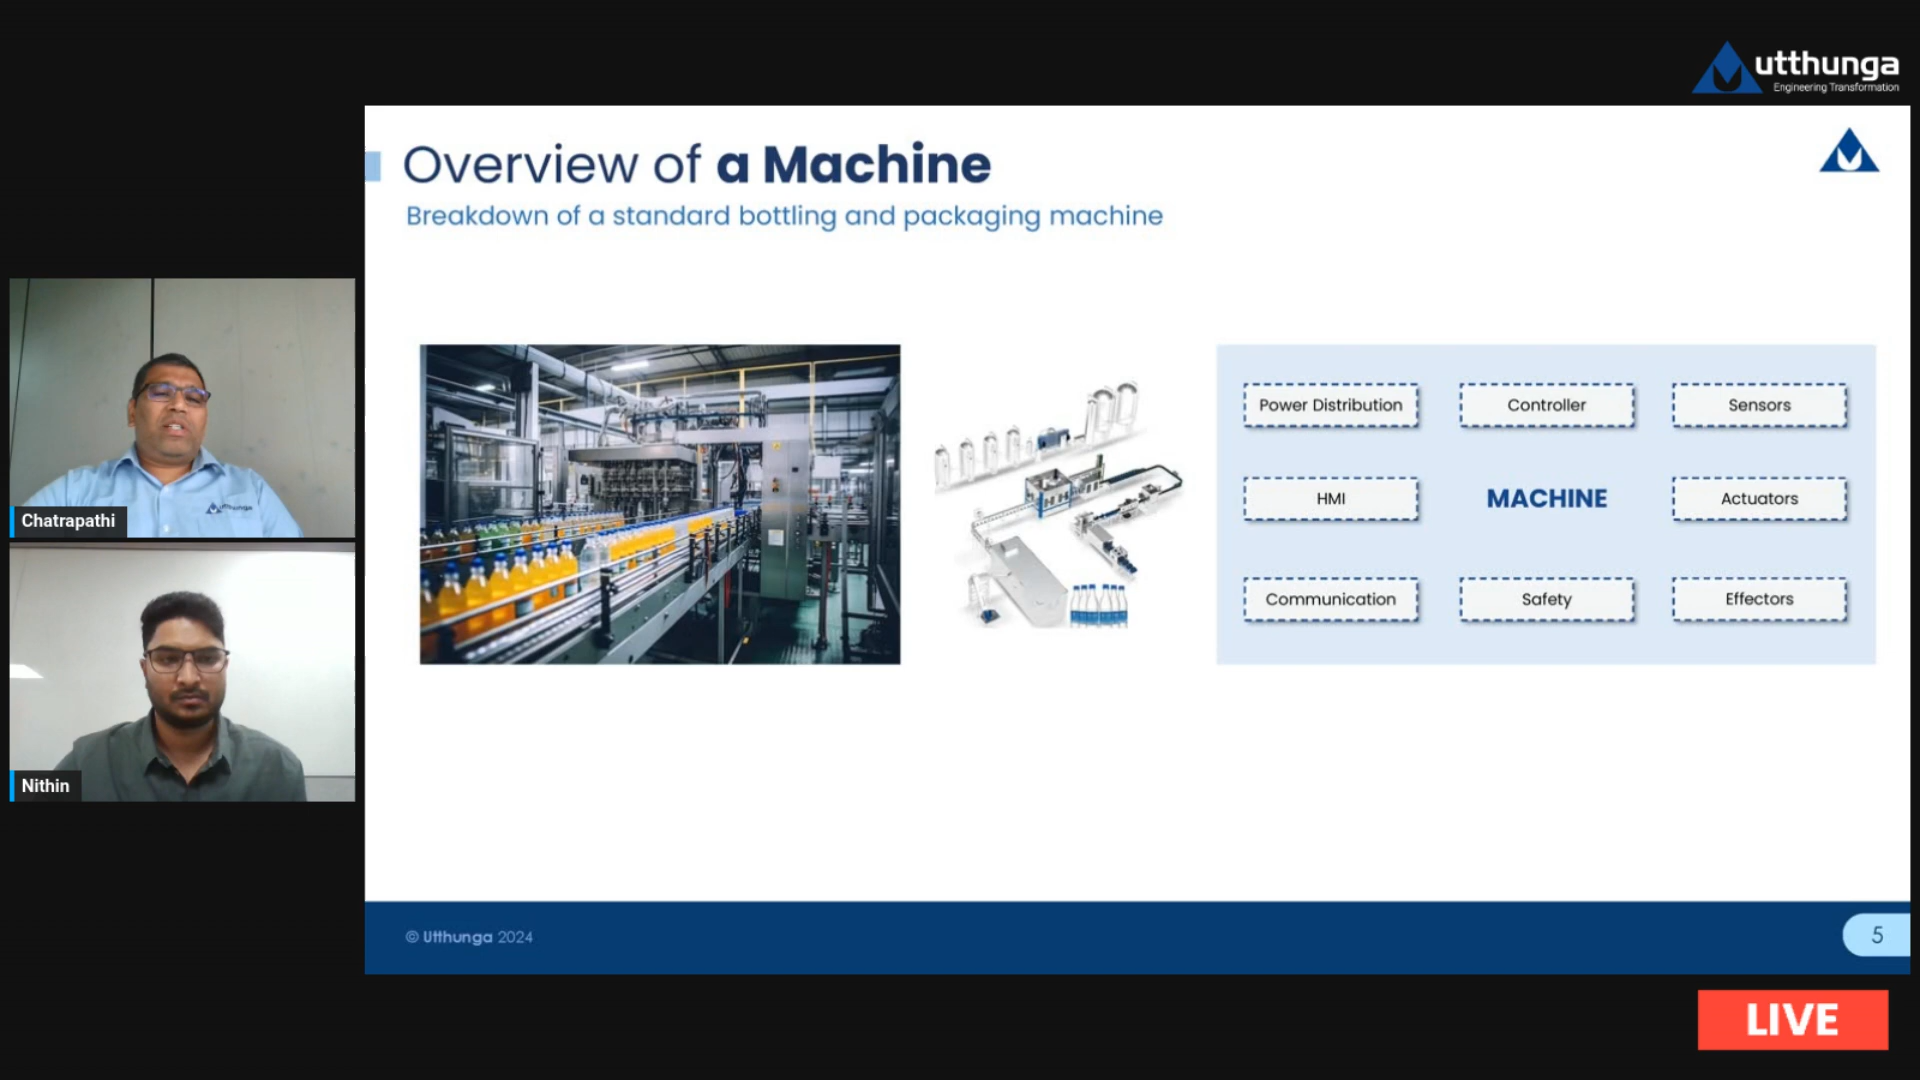 utthunga
Engineering Transformation
Overview of a Machine
Breakdown of a standard bottling and packaging machine
Power Distribution
Controller
Sensors
HMI
MACHINE
Actuators
Communication
Safety
Effectors
utthunga
Chatrapathi
Nithin
© Utthunga 2024
5
LIVE